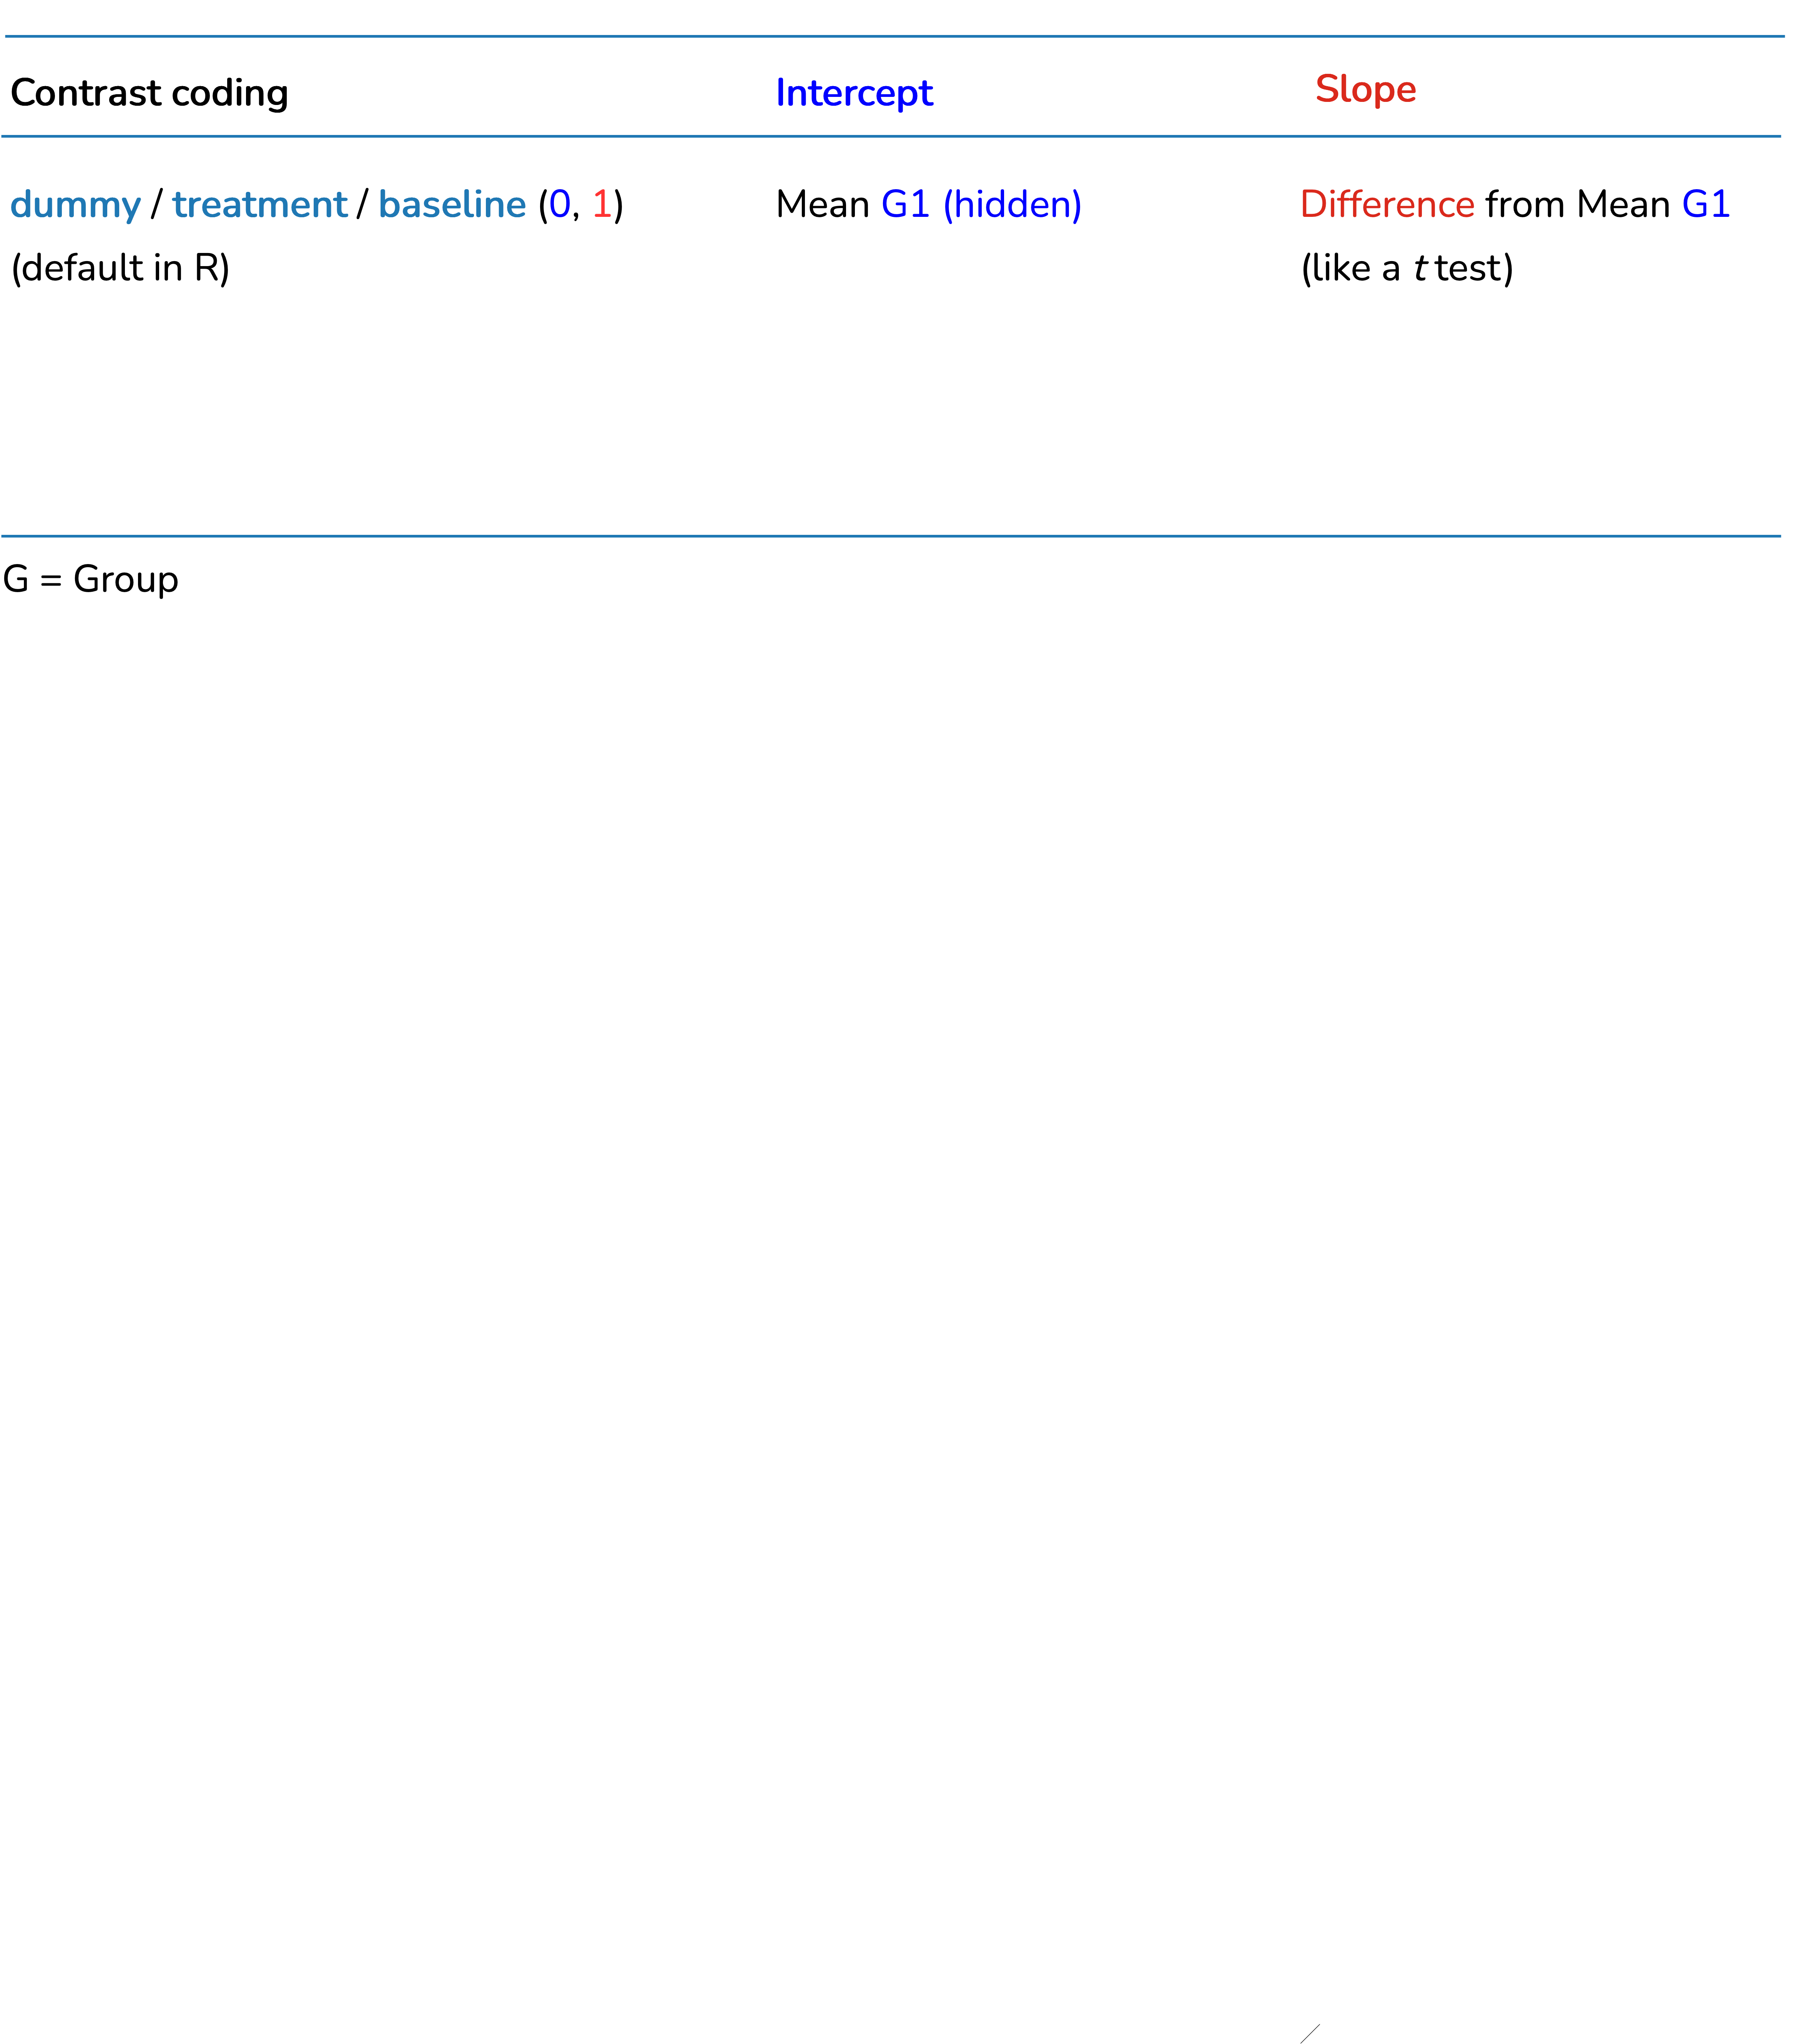 Contrast coding Intercept Slope
dummy / treatment / baseline (0, 1) Mean G1 (hidden) Difference from Mean G1
(default in R) (like a t test)
G = Group